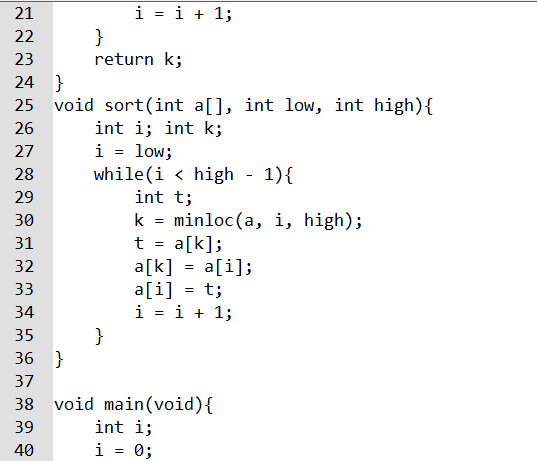 21          i = i + 1;
22      }
23      return k;
24  }
25  void sort(int a[], int low, int high){
26      int i; int k;
27      i = low;
28      while(i < high - 1){
29          int t;
30          k = minloc(a, i, high);
31          t = a[k];
32          a[k] = a[i];
33          a[i] = t;
34          i = i + 1;
35      }
36  }
37
38  void main(void){
39      int i;
40      i = 0;